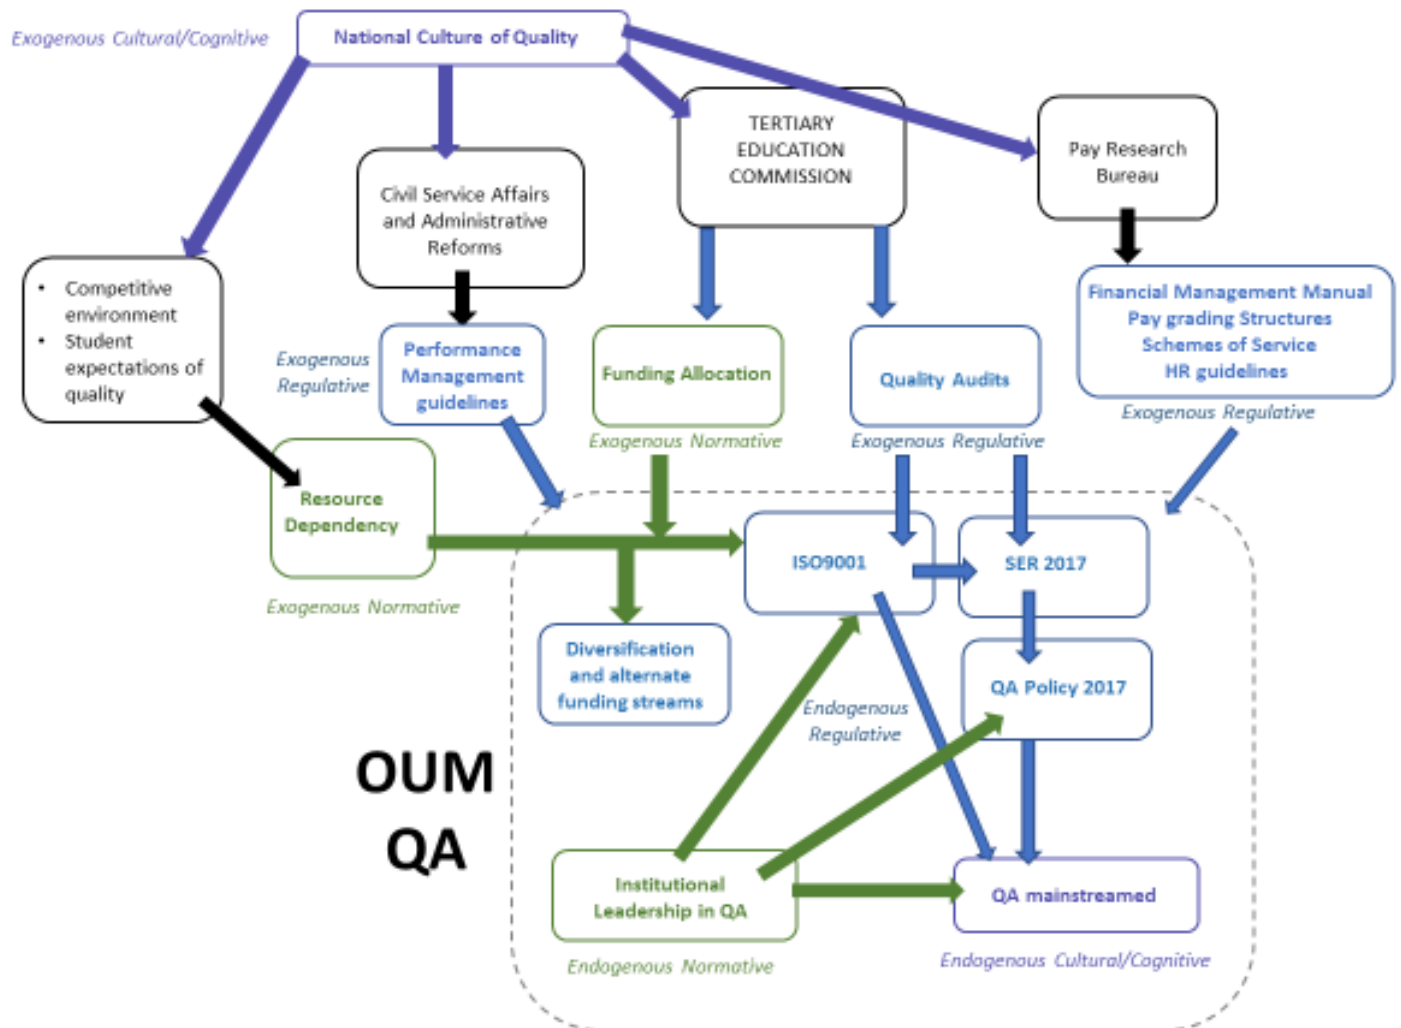 Exogenous Cultural/Cognitive
National Culture of Quality
TERTIARY
EDUCATION
COMMISSION
Pay Research
Bureau
Civil Service Affairs
and Administrative
Reforms
• Competitive
environment
• Student
expectations of
quality
Exogenous
Regulative
Performance
Management
guidelines
Funding Allocation
Exogenous Normative
Quality Audits
Exogenous Regulative
Financial Management Manual
Pay grading Structures
Schemes of Service
HR guidelines
Exogenous Regulative
Resource
Dependency
Exogenous Normative
ISO9001
SER 2017
Diversification
and alternate
funding streams
Endogenous
Regulative
QA Policy 2017
OUM
QA
Institutional
Leadership in QA
Endogenous Normative
QA mainstreamed
Endogenous Cultural/Cognitive